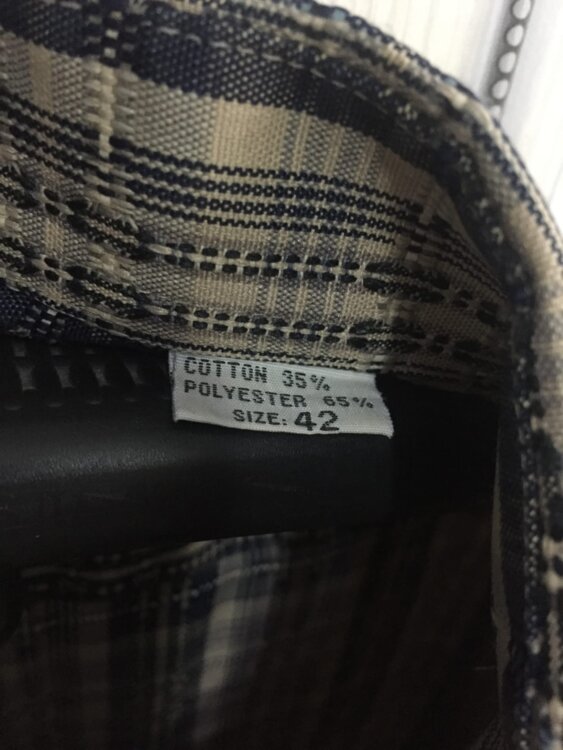 COTTON 35%
POLYESTER 65%
SIZE: 42